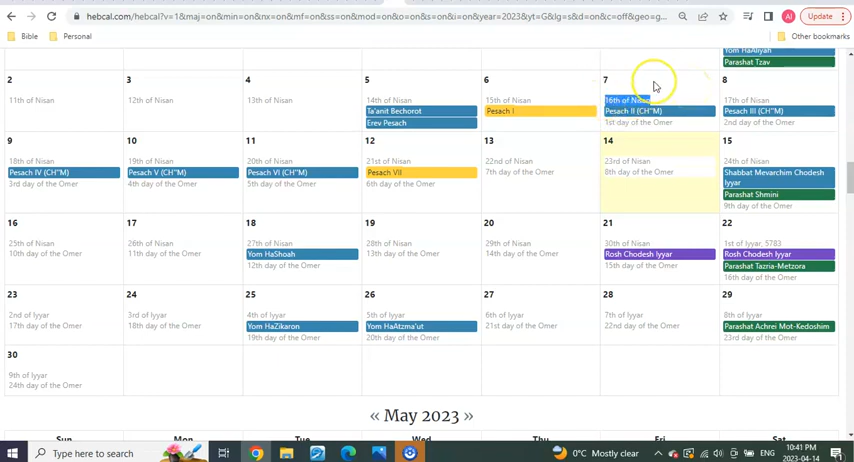 hebcal.com/hebcal?v=1&maj=on&min=on&nx=on&mf=on&ss=on&mod=on&o=on&s=on&i=on&year=2023&yt=G&lg=s&d=on&c=off&geo=g...
AI
Update
Bible
Personal
Other bookmarks
Yom HaAliyah
Parashat Tzav
2 3 4 5 6 7 8
11th of Nisan 12th of Nisan 13th of Nisan 14th of Nisan 15th of Nisan 16th of Nisan 17th of Nisan
Ta'anit Bechorot Pesach I Pesach II (CH''M) Pesach III (CH''M)
Erev Pesach 1st day of the Omer 2nd day of the Omer
9 10 11 12 13 14 15
18th of Nisan 19th of Nisan 20th of Nisan 21st of Nisan 22nd of Nisan 23rd of Nisan 24th of Nisan
Pesach IV (CH''M) Pesach V (CH''M) Pesach VI (CH''M) Pesach VII 7th day of the Omer 8th day of the Omer Shabbat Mevarchim Chodesh
Iyyar
3rd day of the Omer 4th day of the Omer 5th day of the Omer 6th day of the Omer
Parashat Shmini
9th day of the Omer
16 17 18 19 20 21 22
25th of Nisan 26th of Nisan 27th of Nisan 28th of Nisan 29th of Nisan 30th of Nisan 1st of Iyyar, 5783
10th day of the Omer 11th day of the Omer Yom HaShoah 13th day of the Omer 14th day of the Omer Rosh Chodesh Iyyar Rosh Chodesh Iyyar
12th day of the Omer 15th day of the Omer Parashat Tazria-Metzora
16th day of the Omer
23 24 25 26 27 28 29
2nd of Iyyar 3rd of Iyyar 4th of Iyyar 5th of Iyyar 6th of Iyyar 7th of Iyyar 8th of Iyyar
17th day of the Omer 18th day of the Omer Yom HaZikaron Yom HaAtzma'ut 21st day of the Omer 22nd day of the Omer Parashat Achrei Mot-Kedoshim
19th day of the Omer 20th day of the Omer 23rd day of the Omer
30
9th of Iyyar
24th day of the Omer
« May 2023 »
Sun Mon Tue Wed Thu Fri Sat
Type here to search
0°C Mostly clear
ENG
10:41 PM
2023-04-14